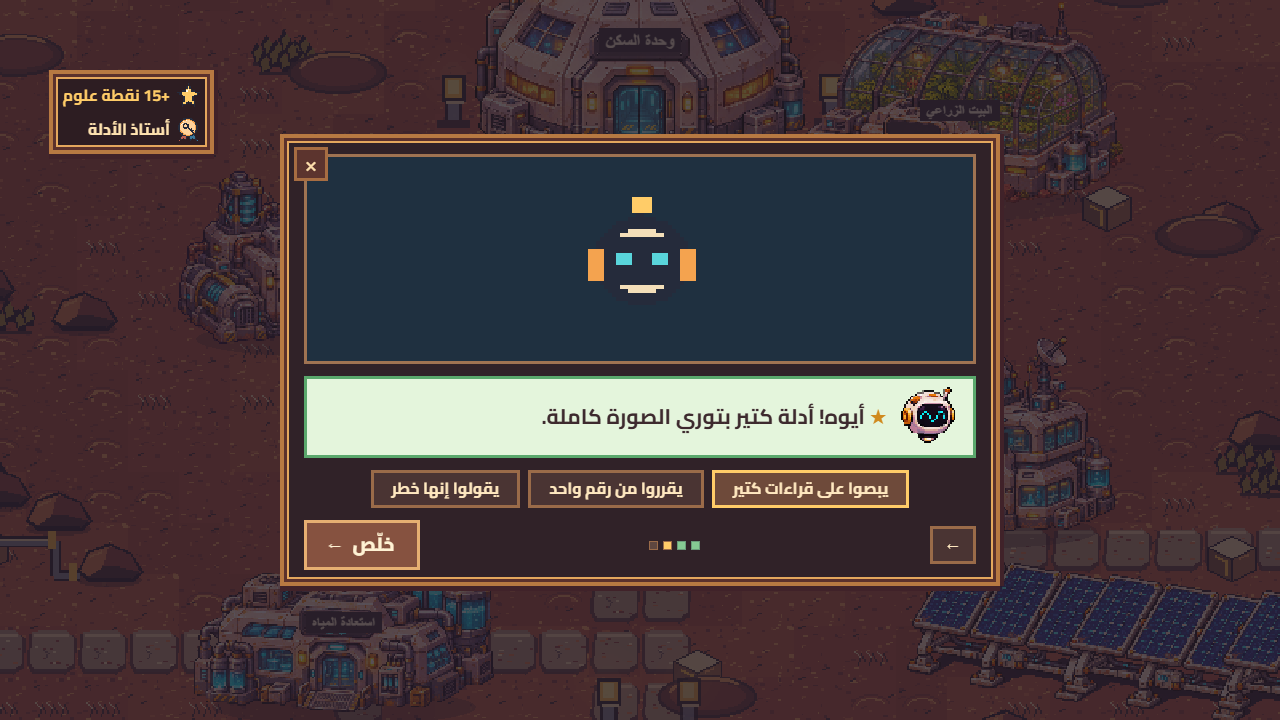 وحدة السكن
البيت الزراعي
+15 نقطة علوم
أستاذ الأدلة
×
★ أيوه! أدلة كتير بتوري الصورة كاملة.
يبصوا على قراءات كتير
يقرروا من رقم واحد
يقولوا إنها خطر
←
خلّص ←
استعادة المياه